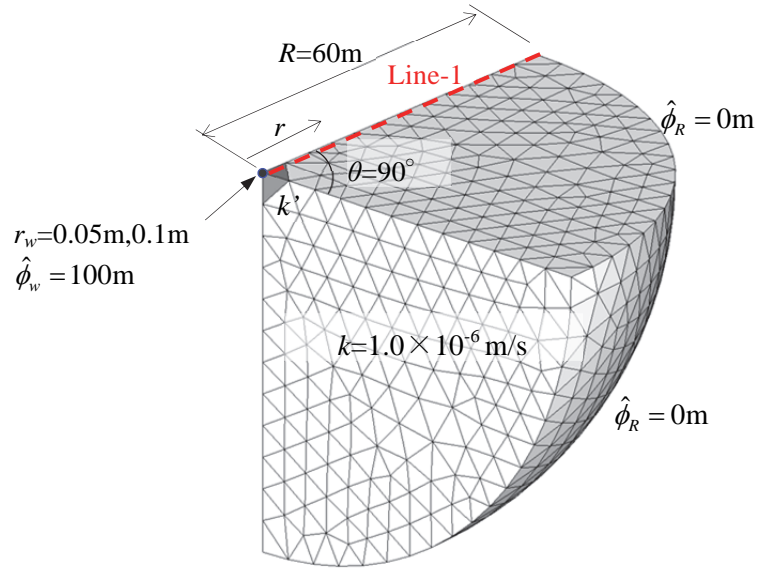 R=60m
Line-1
r
ϕ̂_R = 0m
θ=90°
k'
r_w=0.05m,0.1m
ϕ̂_w = 100m
k=1.0×10^-6 m/s
ϕ̂_R = 0m